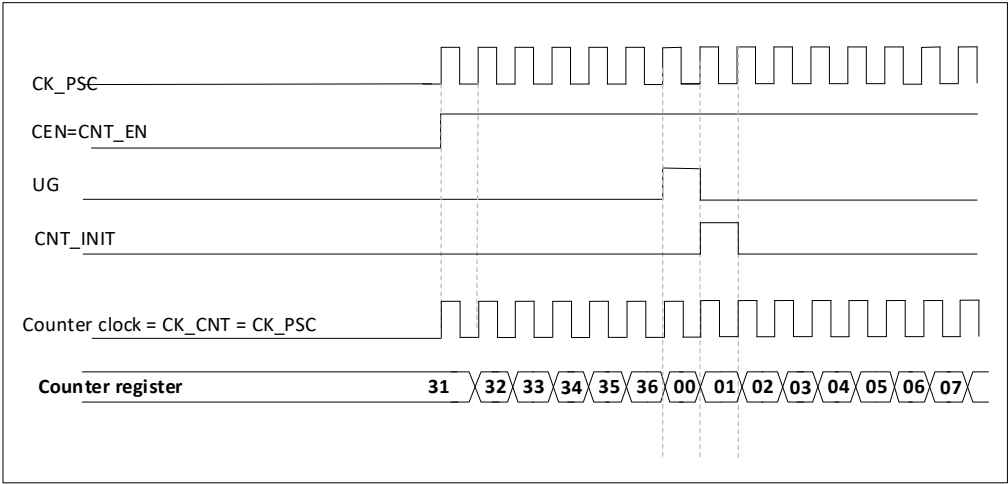 CK_PSC
CEN=CNT_EN
UG
CNT_INIT
Counter clock = CK_CNT = CK_PSC
Counter register 31 32 33 34 35 36 00 01 02 03 04 05 06 07